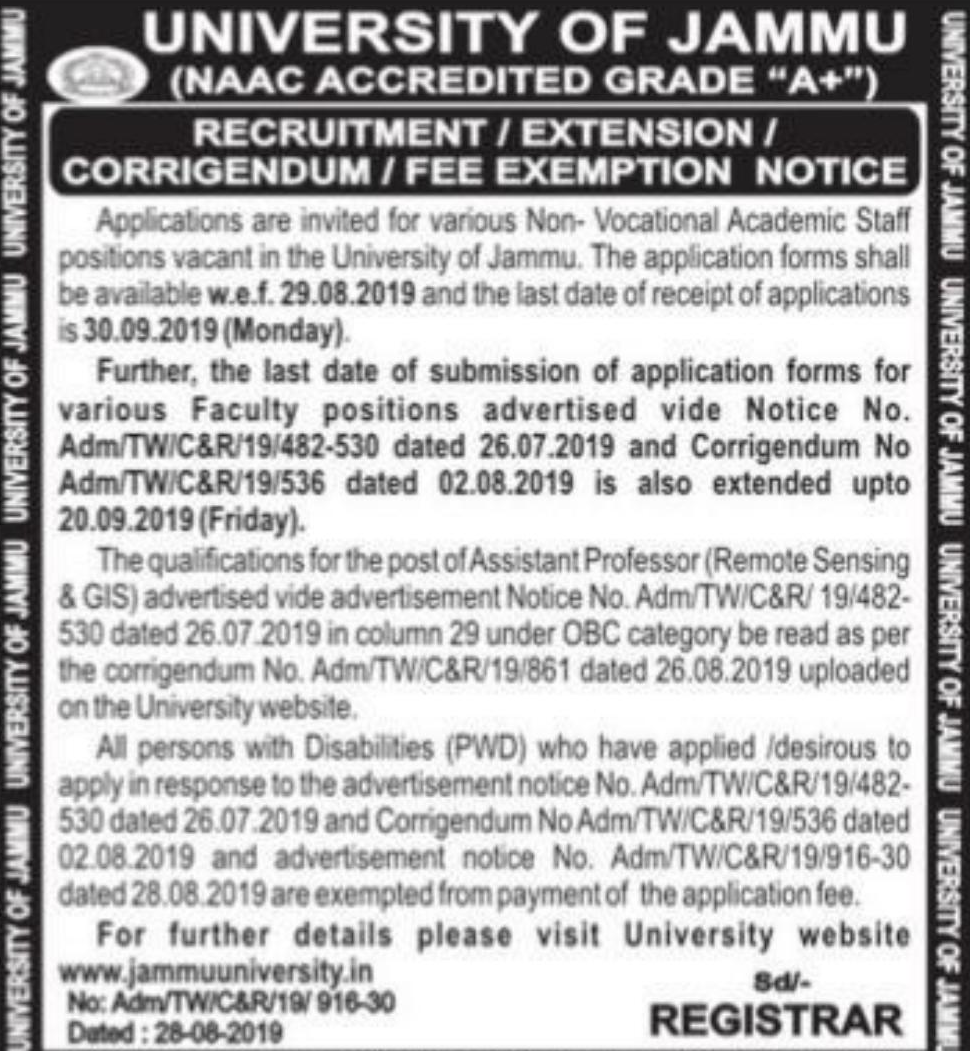 UNIVERSITY OF JAMMU
(NAAC ACCREDITED GRADE “A+”)
RECRUITMENT / EXTENSION /
CORRIGENDUM / FEE EXEMPTION NOTICE
Applications are invited for various Non- Vocational Academic Staff
positions vacant in the University of Jammu. The application forms shall
be available w.e.f. 29.08.2019 and the last date of receipt of applications
is 30.09.2019 (Monday).
Further, the last date of submission of application forms for
various Faculty positions advertised vide Notice No.
Adm/TW/C&R/19/482-530 dated 26.07.2019 and Corrigendum No
Adm/TW/C&R/19/536 dated 02.08.2019 is also extended upto
20.09.2019 (Friday).
The qualifications for the post of Assistant Professor (Remote Sensing
& GIS) advertised vide advertisement Notice No. Adm/TW/C&R/ 19/482-
530 dated 26.07.2019 in column 29 under OBC category be read as per
the corrigendum No. Adm/TW/C&R/19/861 dated 26.08.2019 uploaded
on the University website.
All persons with Disabilities (PWD) who have applied /desirous to
apply in response to the advertisement notice No. Adm/TW/C&R/19/482-
530 dated 26.07.2019 and Corrigendum No Adm/TW/C&R/19/536 dated
02.08.2019 and advertisement notice No. Adm/TW/C&R/19/916-30
dated 28.08.2019 are exempted from payment of the application fee.
For further details please visit University website
www.jammuuniversity.in
No: Adm/TW/C&R/19/ 916-30
Dated : 28-08-2019
Sd/-
REGISTRAR
UNIVERSITY OF JAMMU UNIVERSITY OF JAMMU UNIVERSITY OF JAMMU UNIVERSITY OF JAMMU
UNIVERSITY OF JAMMU UNIVERSITY OF JAMMU UNIVERSITY OF JAMMU UNIVERSITY OF JAMMU